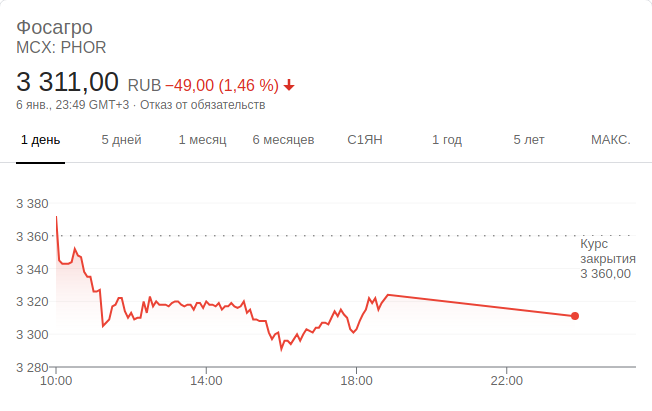 Фосагро
MCX: PHOR
3 311,00 RUB −49,00 (1,46 %)
6 янв., 23:49 GMT+3 · Отказ от обязательств
1 день 5 дней 1 месяц 6 месяцев С1ЯН 1 год 5 лет МАКС.
3 380
3 360
Курс
закрытия
3 360,00
3 340
3 320
3 300
3 280
10:00 14:00 18:00 22:00